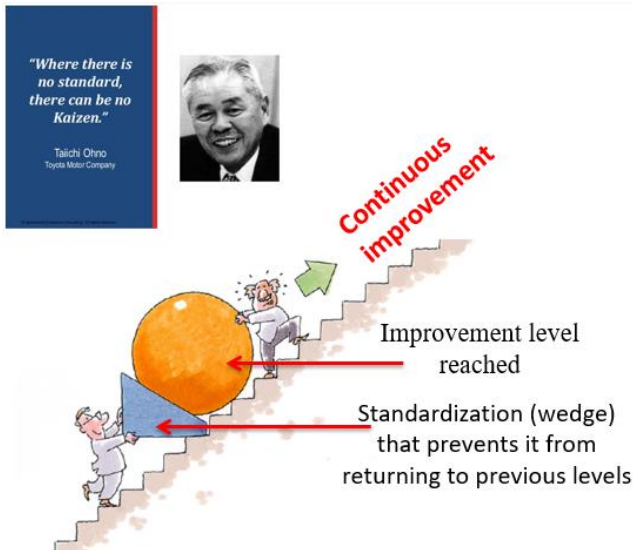 “Where there is
no standard,
there can be no
Kaizen.”
Taiichi Ohno
Toyota Motor Company
Continuous
improvement
Improvement level
reached
Standardization (wedge)
that prevents it from
returning to previous levels